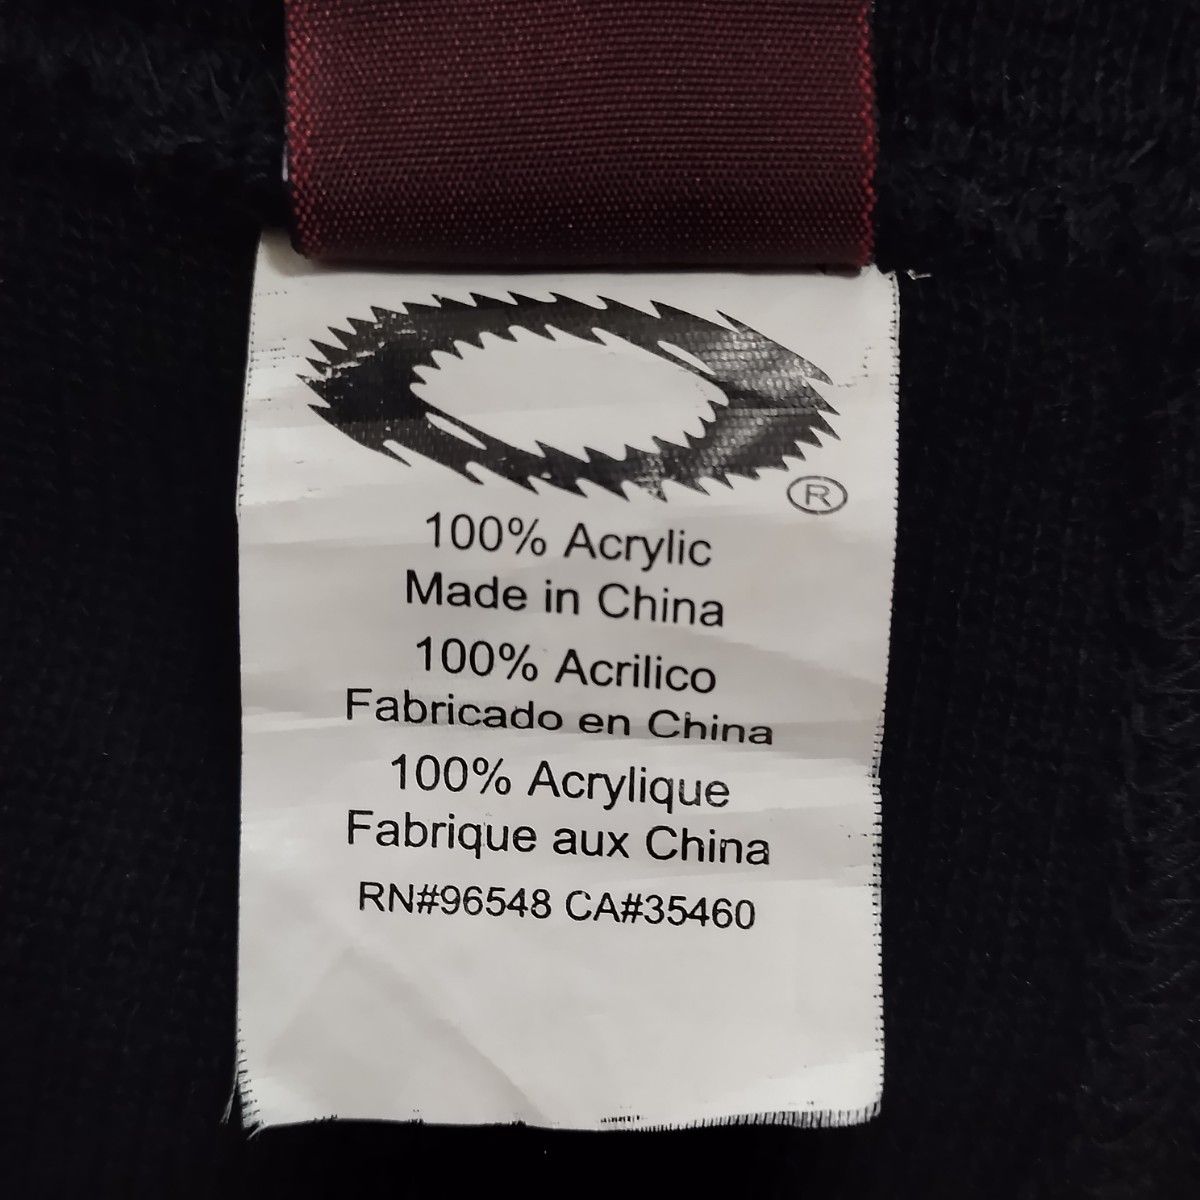 ®
100% Acrylic
Made in China
100% Acrilico
Fabricado en China
100% Acrylique
Fabrique aux China
RN#96548 CA#35460